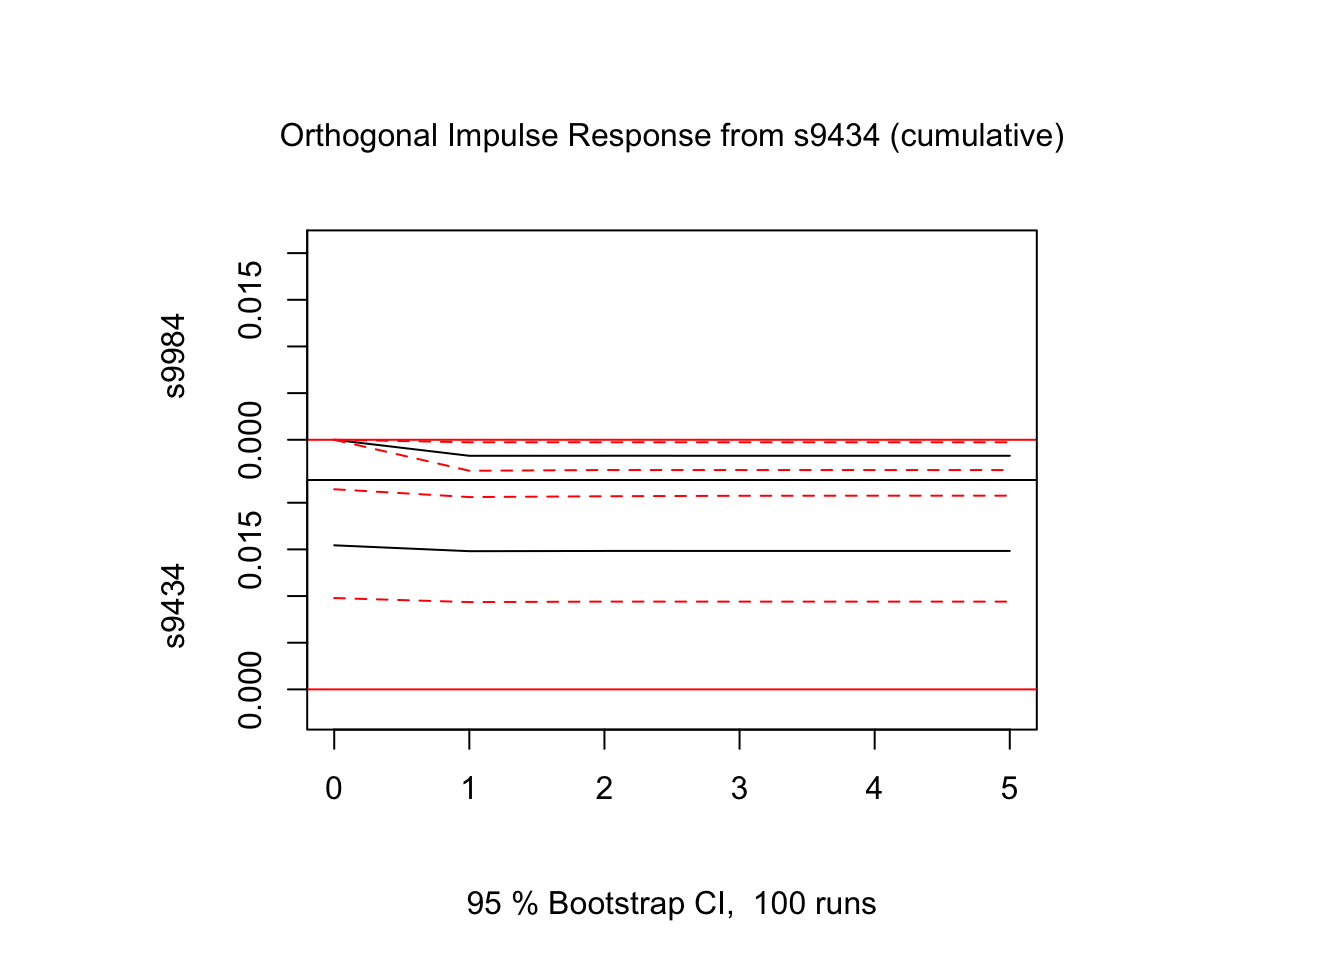 Orthogonal Impulse Response from s9434 (cumulative)
s9984
0.015
0.000
s9434
0.015
0.000
0 1 2 3 4 5
95 % Bootstrap CI,  100 runs